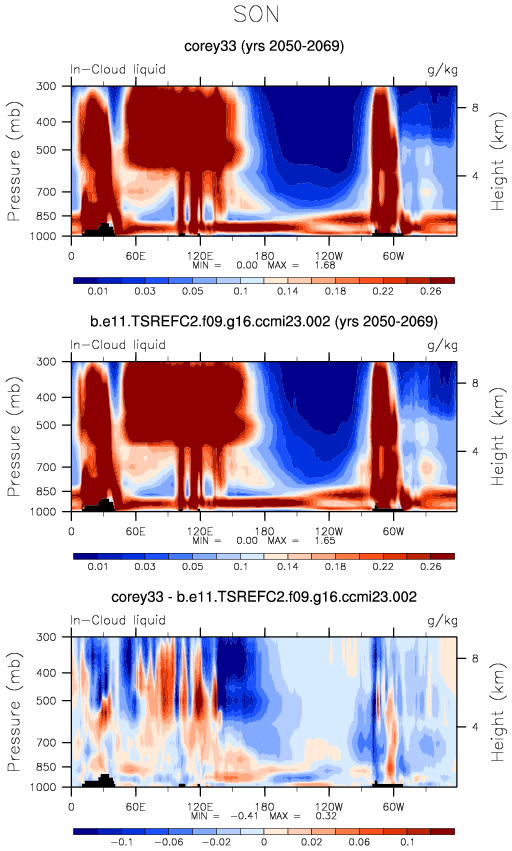 SON
corey33 (yrs 2050-2069)
In-Cloud liquid g/kg
300
400
500
700
850
1000
Pressure (mb)
8
4
Height (km)
0 60E 120E 180 120W 60W
MIN = 0.00 MAX = 1.68
0.01 0.03 0.05 0.1 0.14 0.18 0.22 0.26
b.e11.TSREFC2.f09.g16.ccmi23.002 (yrs 2050-2069)
In-Cloud liquid g/kg
300
400
500
700
850
1000
Pressure (mb)
8
4
Height (km)
0 60E 120E 180 120W 60W
MIN = 0.00 MAX = 1.65
0.01 0.03 0.05 0.1 0.14 0.18 0.22 0.26
corey33 - b.e11.TSREFC2.f09.g16.ccmi23.002
In-Cloud liquid g/kg
300
400
500
700
850
1000
Pressure (mb)
8
4
Height (km)
0 60E 120E 180 120W 60W
MIN = -0.41 MAX = 0.32
-0.1 -0.06 -0.02 0 0.02 0.06 0.1